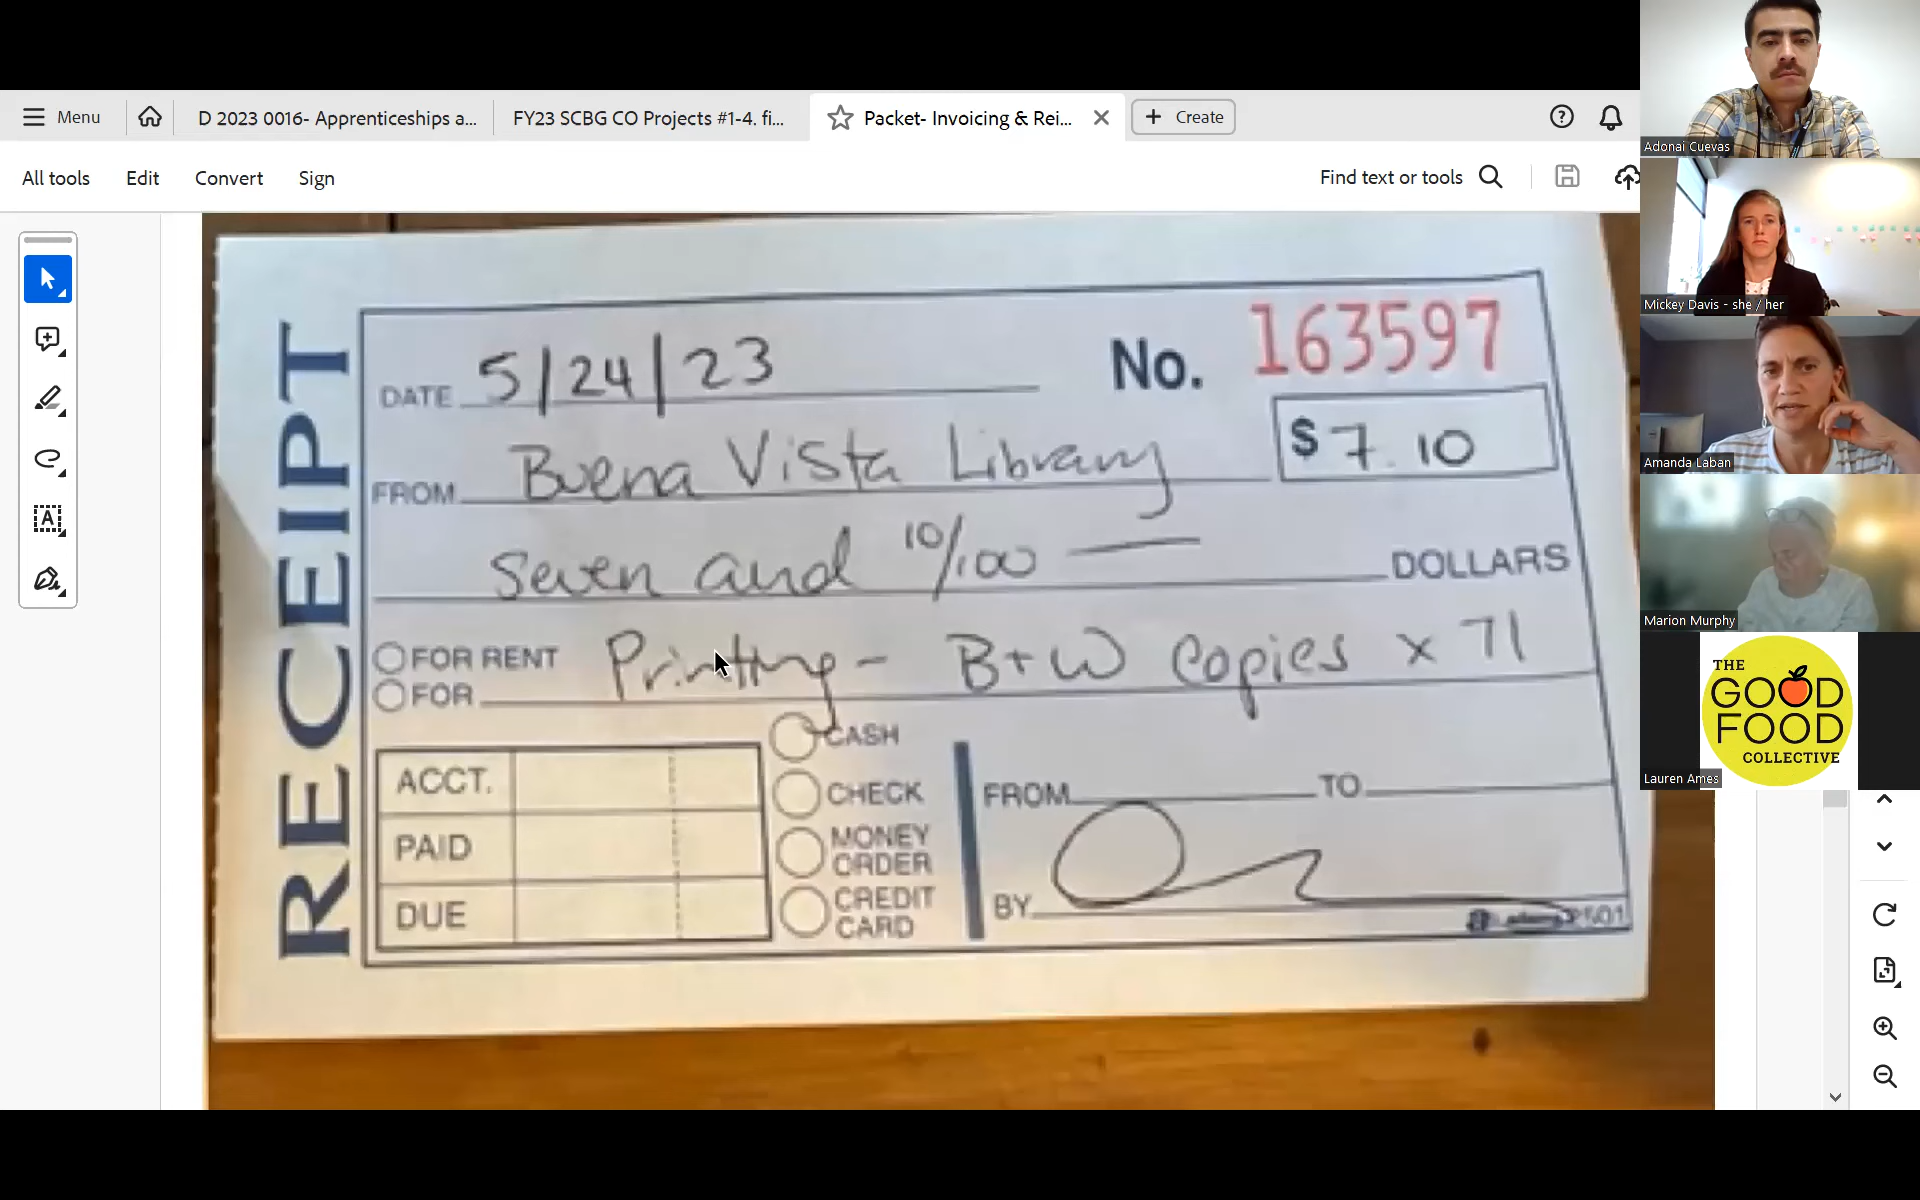 Menu
D 2023 0016- Apprenticeships a...
FY23 SCBG CO Projects #1-4. fi...
Packet- Invoicing & Rei...
Create
All tools
Edit
Convert
Sign
Find text or tools
RECEIPT
DATE 5/24/23
No. 163597
FROM Buena Vista Library
$ 7.10
Seven and 10/100 DOLLARS
FOR RENT
FOR
Printing - B+W copies x 71
ACCT.
PAID
DUE
CASH
CHECK
MONEY ORDER
CREDIT CARD
FROM TO
BY
Adonai Cuevas
Mickey Davis - she / her
Amanda Laban
Marion Murphy
THE
GOOD
FOOD
COLLECTIVE
Lauren Ames